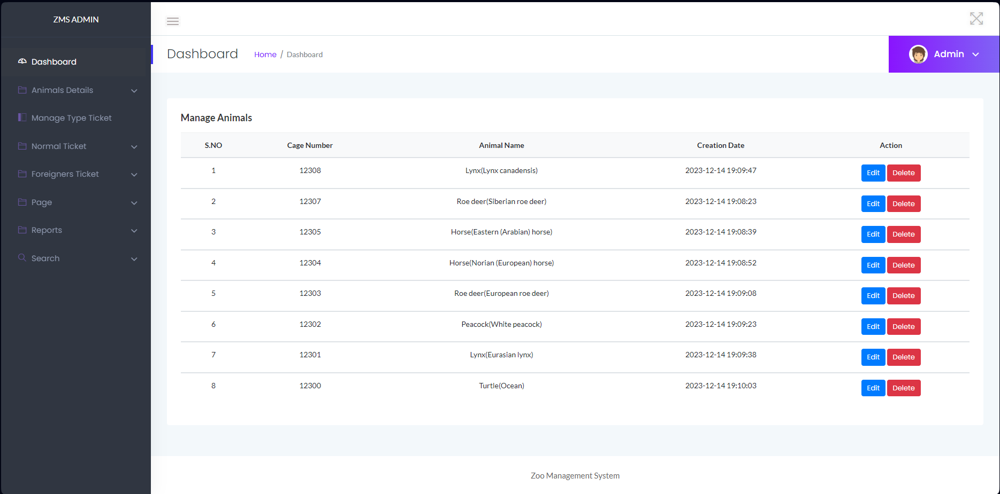 ZMS ADMIN
Dashboard
Animals Details
Manage Type Ticket
Normal Ticket
Foreigners Ticket
Page
Reports
Search
Dashboard Home / Dashboard
Admin
Manage Animals
S.NO Cage Number Animal Name Creation Date Action
1 12308 Lynx(Lynx canadensis) 2023-12-14 19:09:47 Edit Delete
2 12307 Roe deer(Siberian roe deer) 2023-12-14 19:08:23 Edit Delete
3 12305 Horse(Eastern (Arabian) horse) 2023-12-14 19:08:39 Edit Delete
4 12304 Horse(Norian (European) horse) 2023-12-14 19:08:52 Edit Delete
5 12303 Roe deer(European roe deer) 2023-12-14 19:09:08 Edit Delete
6 12302 Peacock(White peacock) 2023-12-14 19:09:23 Edit Delete
7 12301 Lynx(Eurasian lynx) 2023-12-14 19:09:38 Edit Delete
8 12300 Turtle(Ocean) 2023-12-14 19:10:03 Edit Delete
Zoo Management System